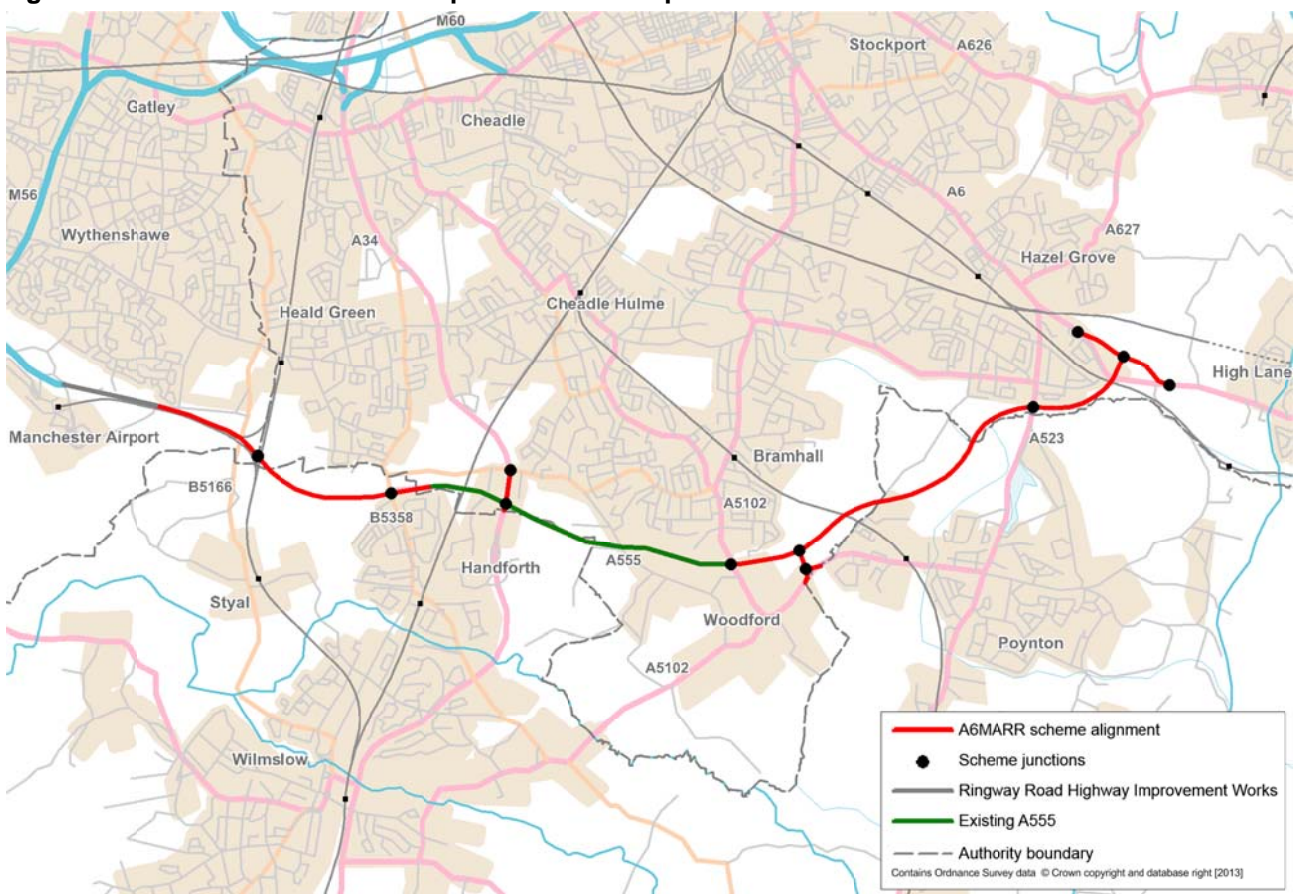 M60
Stockport
A626
Gatley
Cheadle
M56
A6
Wythenshawe
A34
A627
Hazel Grove
Heald Green
Cheadle Hulme
High Lane
Manchester Airport
A523
Bramhall
B5166
B5358
A5102
A555
Handforth
Styal
Woodford
Poynton
A5102
Wilmslow
A6MARR scheme alignment
Scheme junctions
Ringway Road Highway Improvement Works
Existing A555
Authority boundary
Contains Ordnance Survey data © Crown copyright and database right [2013]